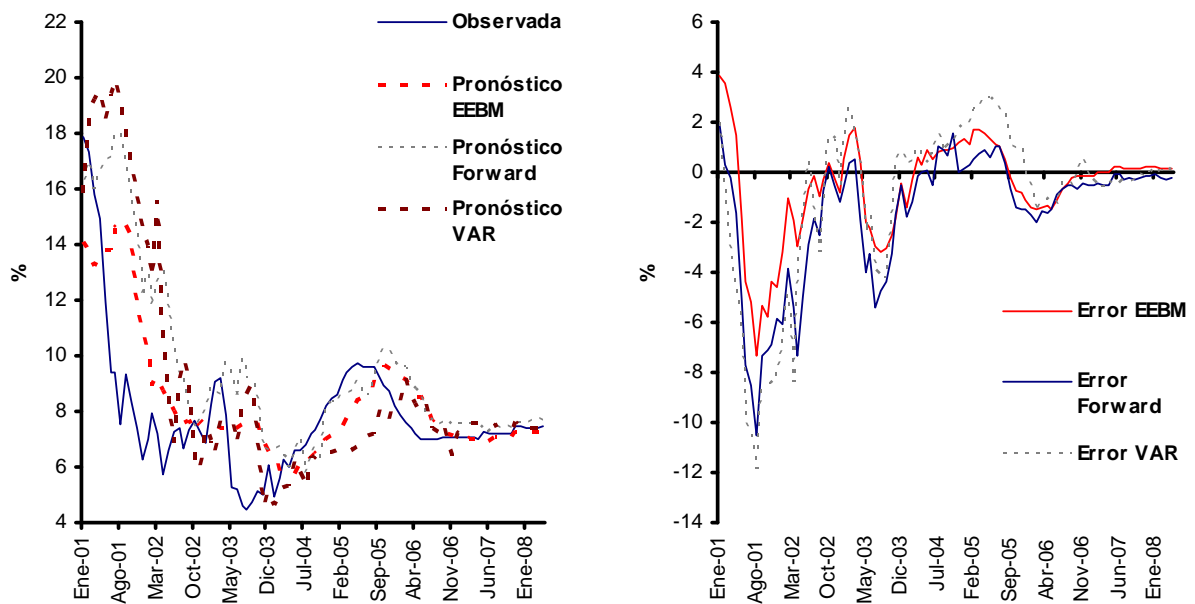 22
20
18
16
14
12
10
8
6
4
%
Observada
Pronóstico
EEBM
Pronóstico
Forward
Pronóstico
VAR
Ene-01
Ago-01
Mar-02
Oct-02
May-03
Dic-03
Jul-04
Feb-05
Sep-05
Abr-06
Nov-06
Jun-07
Ene-08
6
4
2
0
-2
-4
-6
-8
-10
-12
-14
%
Error EEBM
Error
Forward
Error VAR
Ene-01
Ago-01
Mar-02
Oct-02
May-03
Dic-03
Jul-04
Feb-05
Sep-05
Abr-06
Nov-06
Jun-07
Ene-08